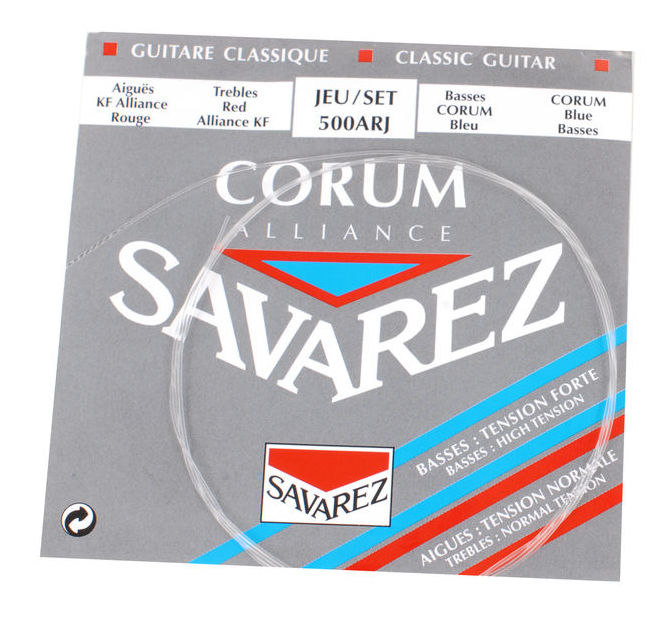 GUITARE CLASSIQUE
CLASSIC GUITAR
Aiguës
KF Alliance
Rouge
Trebles
Red
Alliance KF
JEU/SET
500ARJ
Basses
CORUM
Bleu
CORUM
Blue
Basses
CORUM
ALLIANCE
SAVAREZ
BASSES : TENSION FORTE
BASSES : HIGH TENSION
SAVAREZ
AIGUES : TENSION NORMALE
TREBLES : NORMAL TENSION